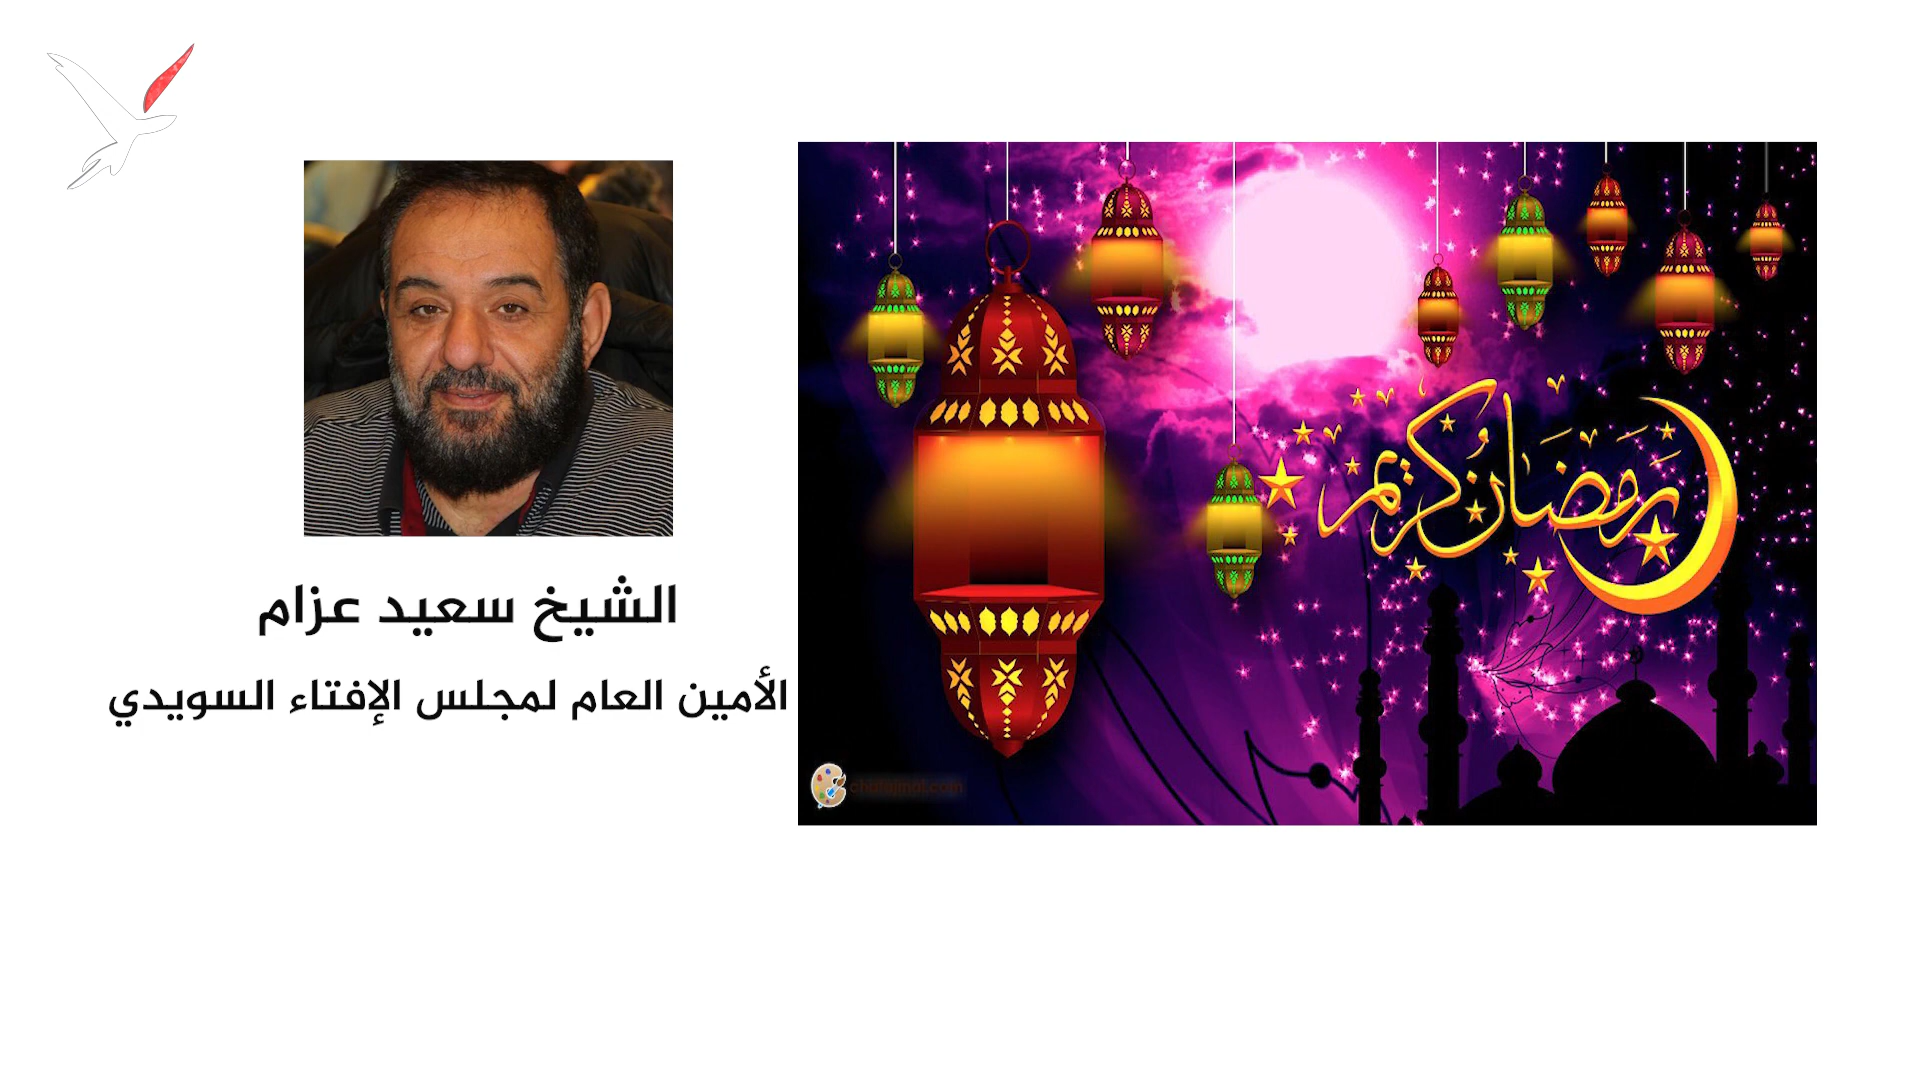 رمضان كريم
الشيخ سعيد عزام
الأمين العام لمجلس الإفتاء السويدي